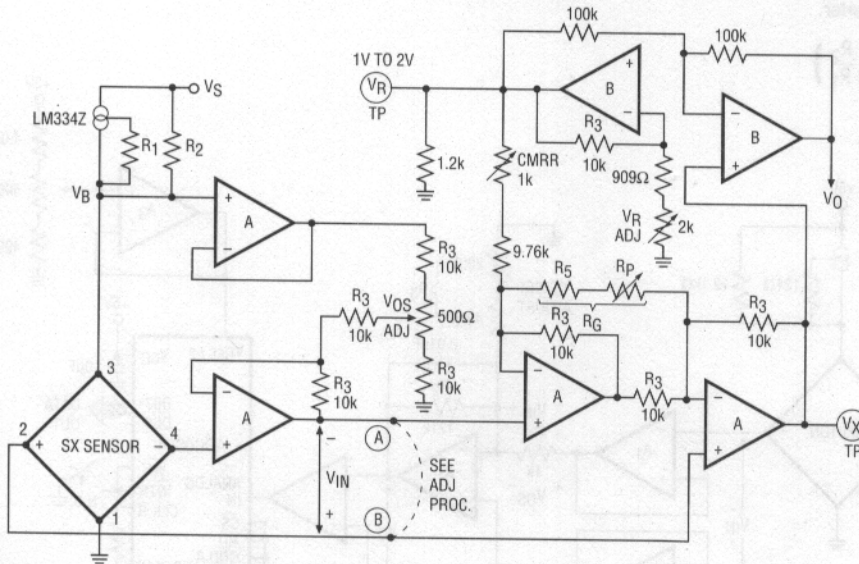 100k
100k
1V TO 2V
VR
TP
B
B
VS
LM334Z
R1
R2
VB
A
R3
10k
CMRR
1k
1.2k
909Ω
VR
ADJ
2k
VO
R3
10k
9.76k
R5
RP
RG
R3
10k
VOS
ADJ
500Ω
R3
10k
R3
10k
R3
10k
R3
10k
R3
10k
3
2
4
1
+ SX SENSOR −
A
A
A
VX
TP
VIN
A
B
SEE
ADJ
PROC.